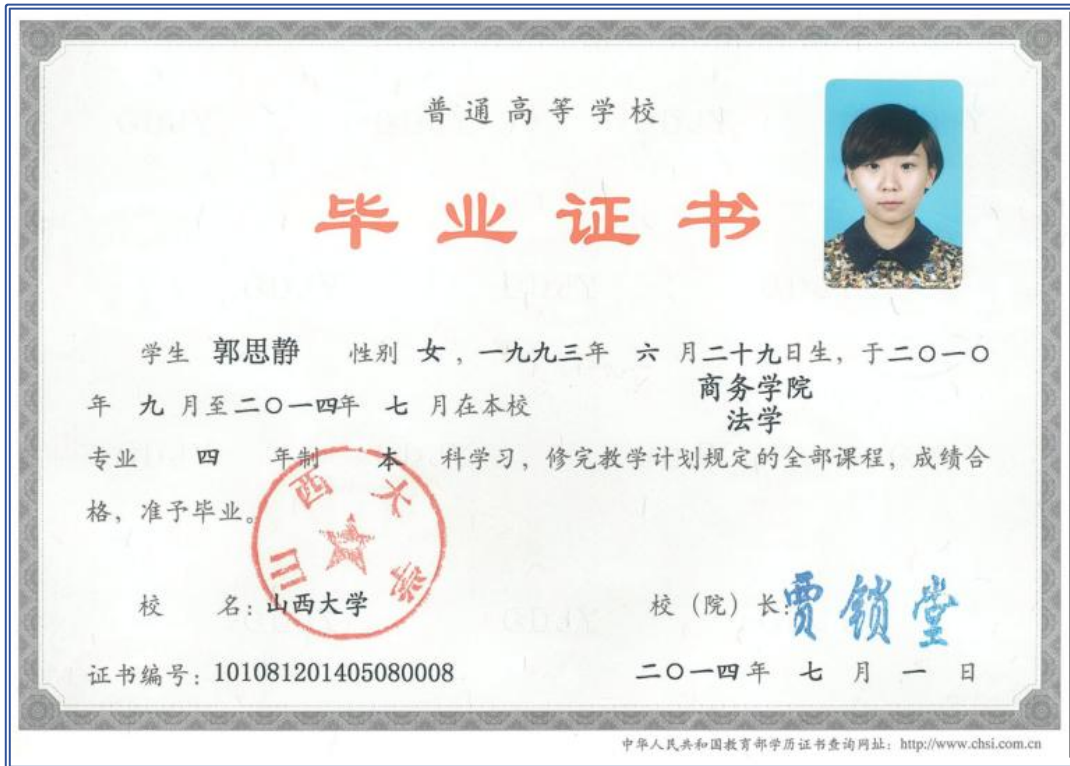 普通高等学校
毕业证书
学生 郭思静 性别 女，一九九三年 六 月二十九日生，于二〇一〇
年 九 月至二〇一四年 七 月在本校 商务学院
法学
专业 四 年制 本 科学习，修完教学计划规定的全部课程，成绩合
格，准予毕业。
山西大学
校 名：山西大学 校（院）长：贾锁堂
证书编号：101081201405080008 二〇一四年 七 月 一 日
中华人民共和国教育部学历证书查询网址：http://www.chsi.com.cn